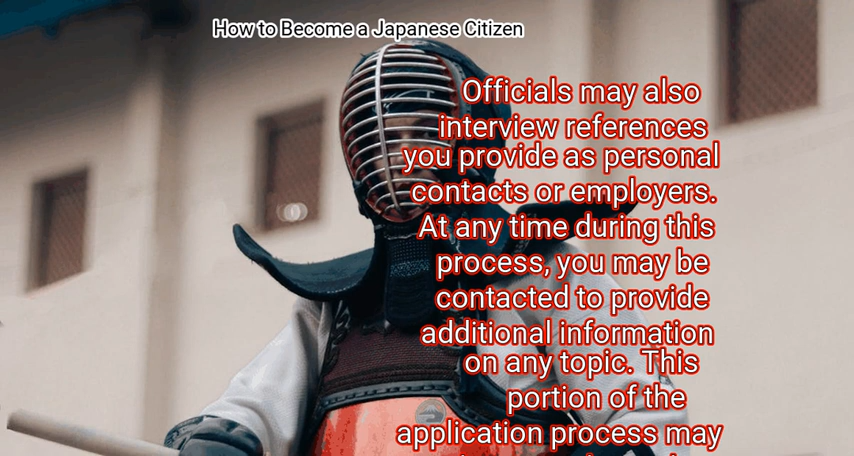 How to Become a Japanese Citizen
Officials may also
interview references
you provide as personal
contacts or employers.
At any time during this
process, you may be
contacted to provide
additional information
on any topic. This
portion of the
application process may